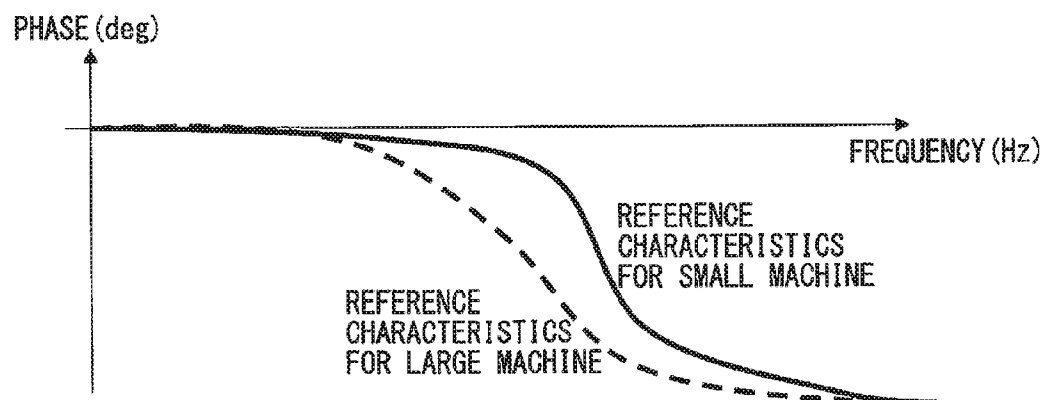 PHASE(deg)
FREQUENCY(Hz)
REFERENCE
CHARACTERISTICS
FOR SMALL MACHINE
REFERENCE
CHARACTERISTICS
FOR LARGE MACHINE